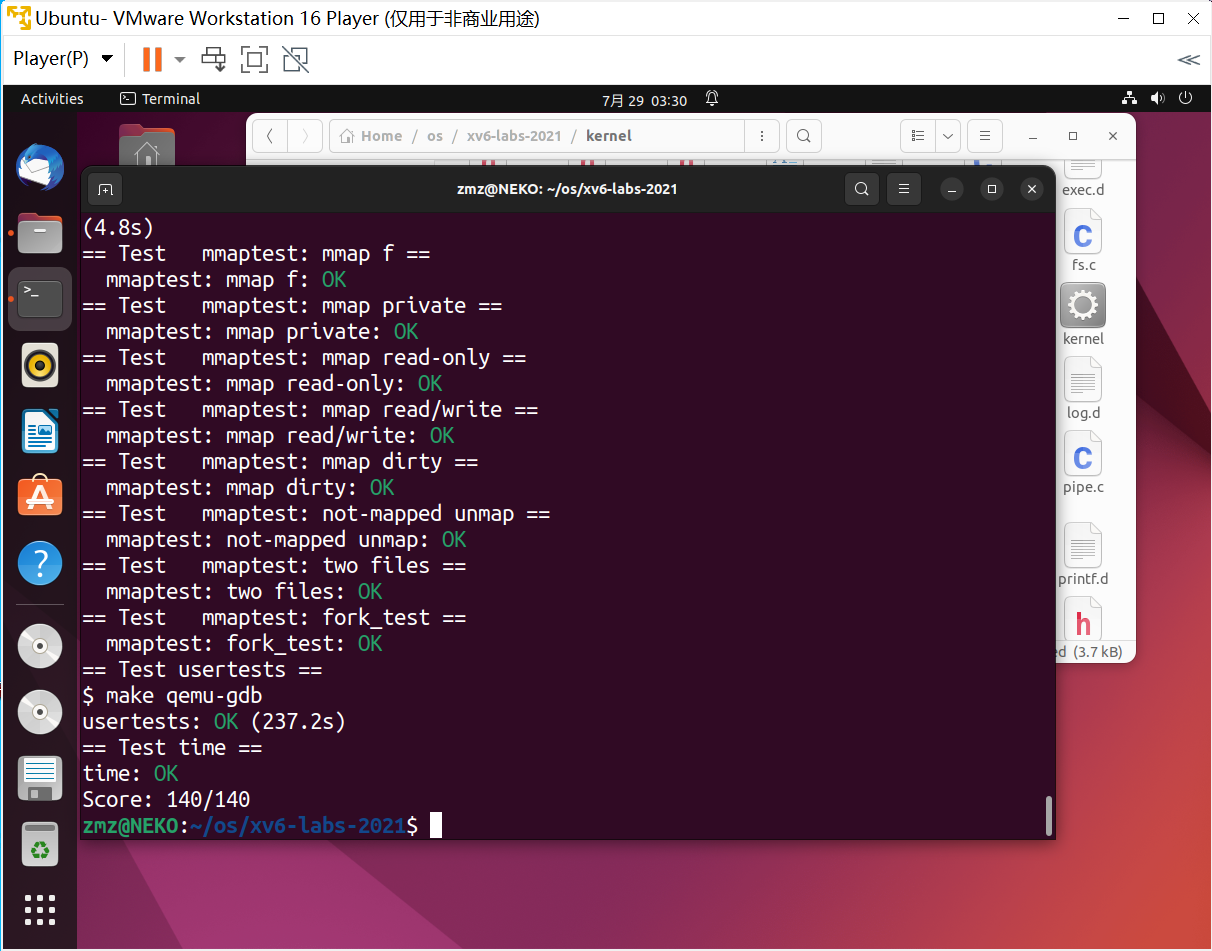 Ubuntu- VMware Workstation 16 Player (仅用于非商业用途)
Player(P)
Activities
Terminal
7月 29 03:30
Home / os / xv6-labs-2021 / kernel
zmz@NEKO: ~/os/xv6-labs-2021
(4.8s)
== Test   mmaptest: mmap f ==
  mmaptest: mmap f: OK
== Test   mmaptest: mmap private ==
  mmaptest: mmap private: OK
== Test   mmaptest: mmap read-only ==
  mmaptest: mmap read-only: OK
== Test   mmaptest: mmap read/write ==
  mmaptest: mmap read/write: OK
== Test   mmaptest: mmap dirty ==
  mmaptest: mmap dirty: OK
== Test   mmaptest: not-mapped unmap ==
  mmaptest: not-mapped unmap: OK
== Test   mmaptest: two files ==
  mmaptest: two files: OK
== Test   mmaptest: fork_test ==
  mmaptest: fork_test: OK
== Test usertests ==
$ make qemu-gdb
usertests: OK (237.2s)
== Test time ==
time: OK
Score: 140/140
zmz@NEKO:~/os/xv6-labs-2021$
exec.d
c
fs.c
kernel
log.d
c
pipe.c
printf.d
h
(3.7 kB)